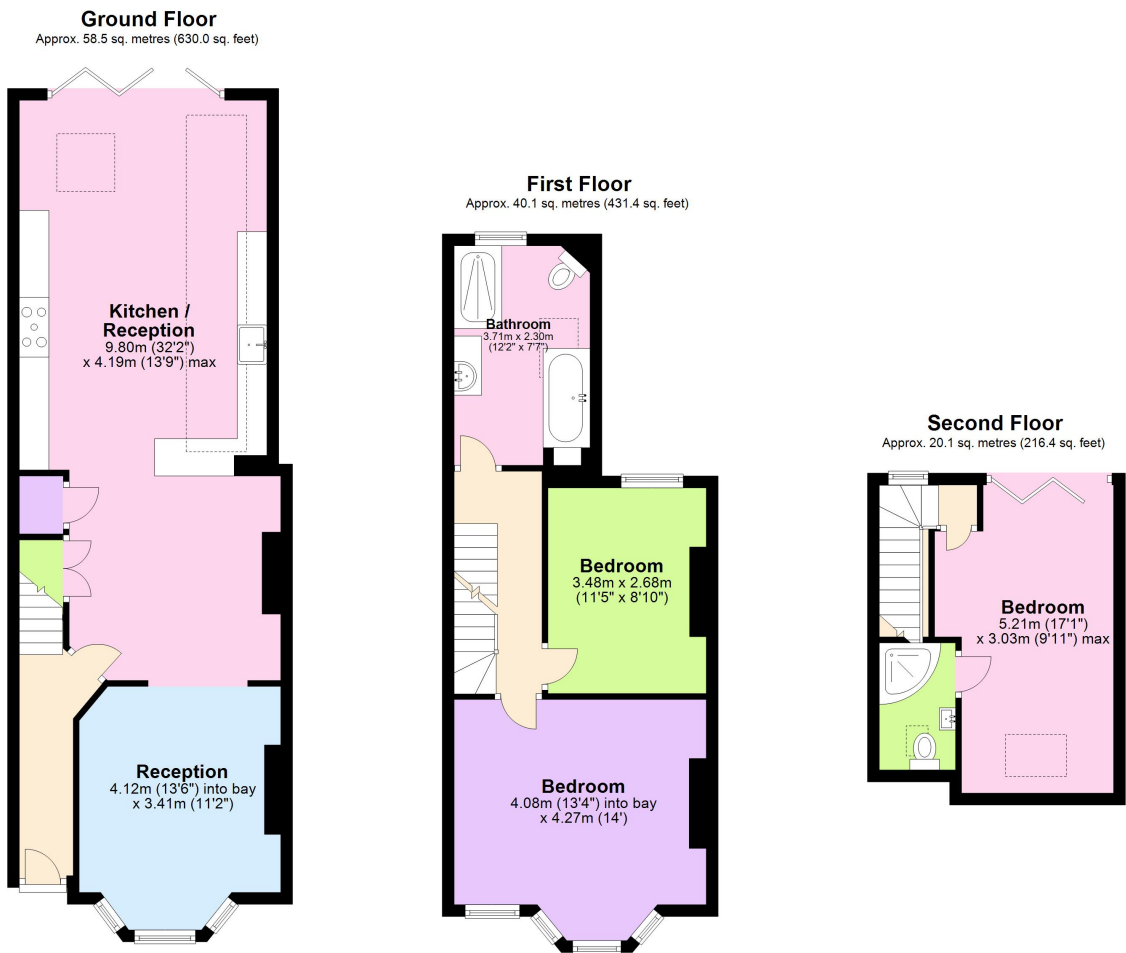 Ground Floor
Approx. 58.5 sq. metres (630.0 sq. feet)
Kitchen /
Reception
9.80m (32'2")
x 4.19m (13'9") max
Reception
4.12m (13'6") into bay
x 3.41m (11'2")
First Floor
Approx. 40.1 sq. metres (431.4 sq. feet)
Bathroom
3.71m x 2.30m
(12'2" x 7'7")
Bedroom
3.48m x 2.68m
(11'5" x 8'10")
Bedroom
4.08m (13'4") into bay
x 4.27m (14')
Second Floor
Approx. 20.1 sq. metres (216.4 sq. feet)
Bedroom
5.21m (17'1")
x 3.03m (9'11") max